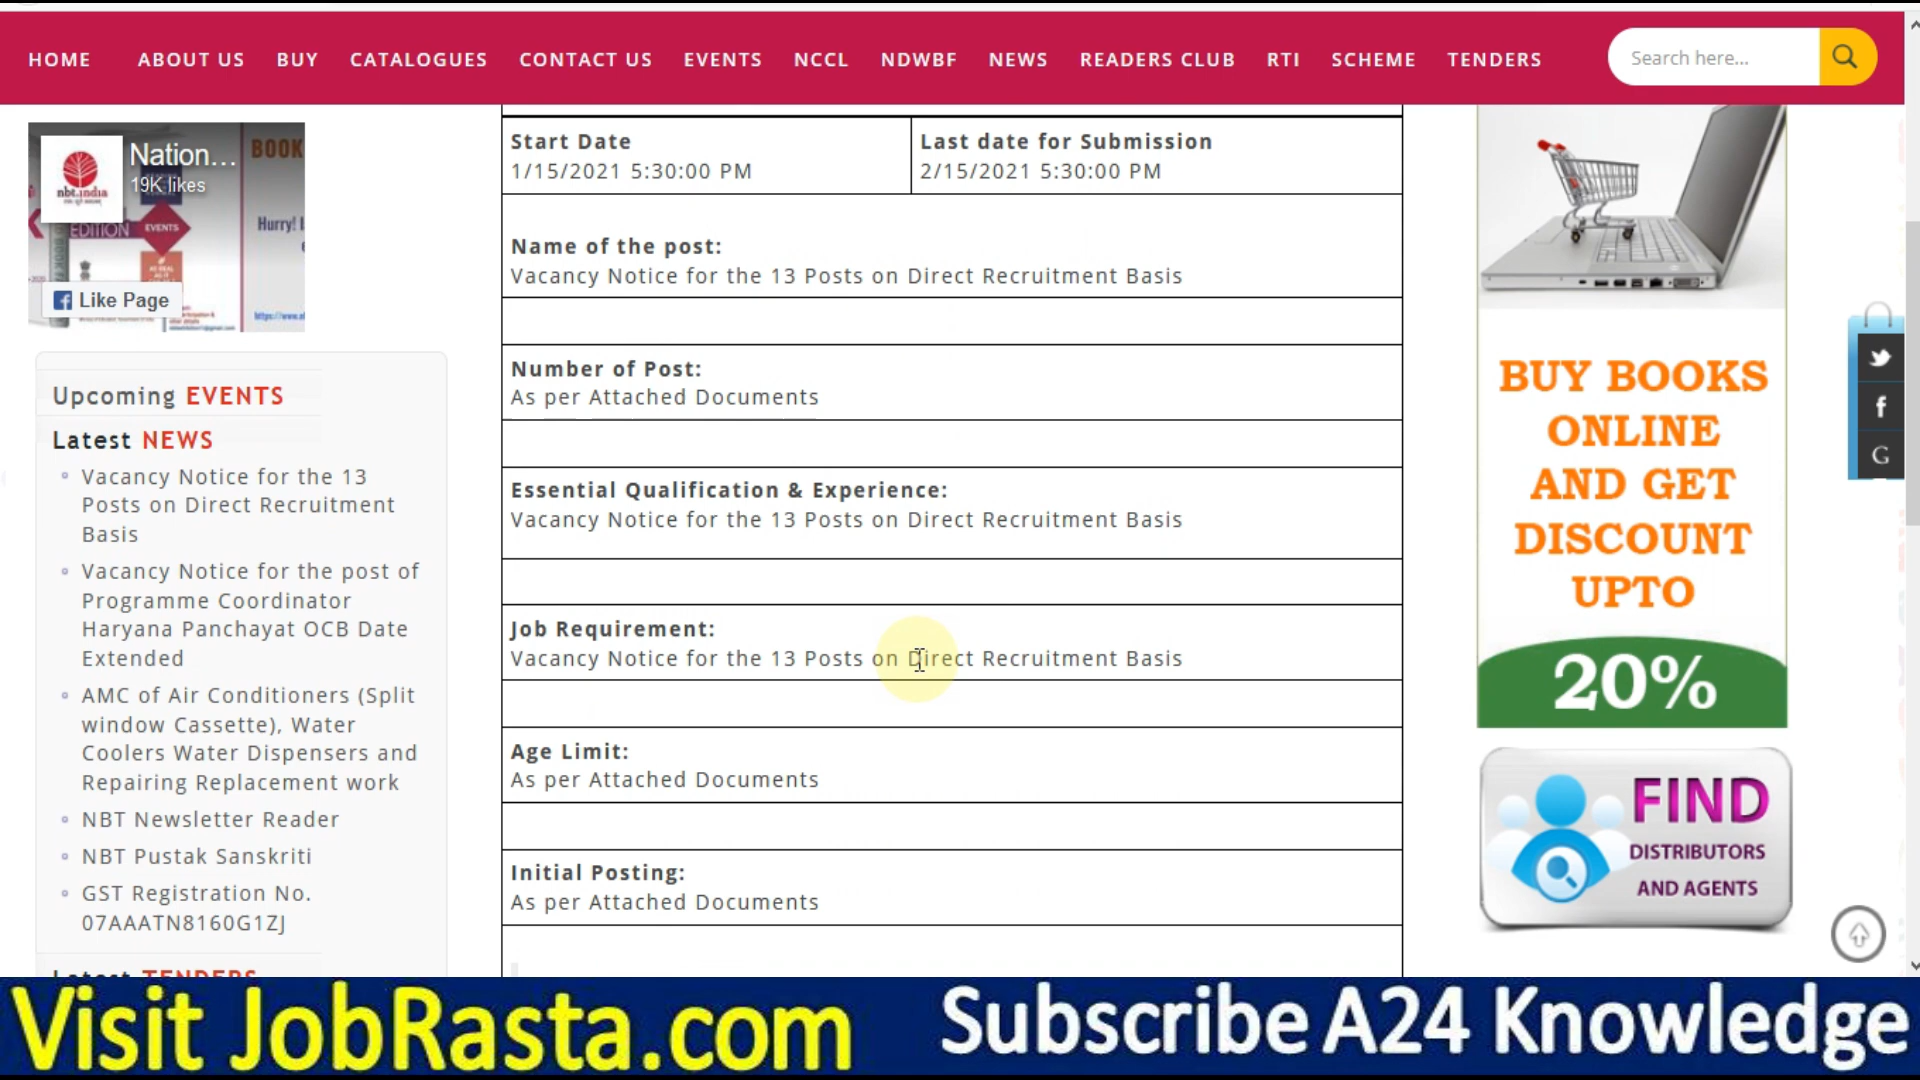 HOME ABOUT US BUY CATALOGUES CONTACT US EVENTS NCCL NDWBF NEWS READERS CLUB RTI SCHEME TENDERS
Search here...
Nation...
19K likes
nbt.india
BOOK
EDITION
EVENTS
Hurry!
Like Page
Upcoming EVENTS
Latest NEWS
Vacancy Notice for the 13
Posts on Direct Recruitment
Basis
Vacancy Notice for the post of
Programme Coordinator
Haryana Panchayat OCB Date
Extended
AMC of Air Conditioners (Split
window Cassette), Water
Coolers Water Dispensers and
Repairing Replacement work
NBT Newsletter Reader
NBT Pustak Sanskriti
GST Registration No.
07AAATN8160G1ZJ
Latest TENDERS
Start Date
1/15/2021 5:30:00 PM
Last date for Submission
2/15/2021 5:30:00 PM
Name of the post:
Vacancy Notice for the 13 Posts on Direct Recruitment Basis
Number of Post:
As per Attached Documents
Essential Qualification & Experience:
Vacancy Notice for the 13 Posts on Direct Recruitment Basis
Job Requirement:
Vacancy Notice for the 13 Posts on Direct Recruitment Basis
Age Limit:
As per Attached Documents
Initial Posting:
As per Attached Documents
BUY BOOKS
ONLINE
AND GET
DISCOUNT
UPTO
20%
FIND
DISTRIBUTORS
AND AGENTS
Visit JobRasta.com
Subscribe A24 Knowledge